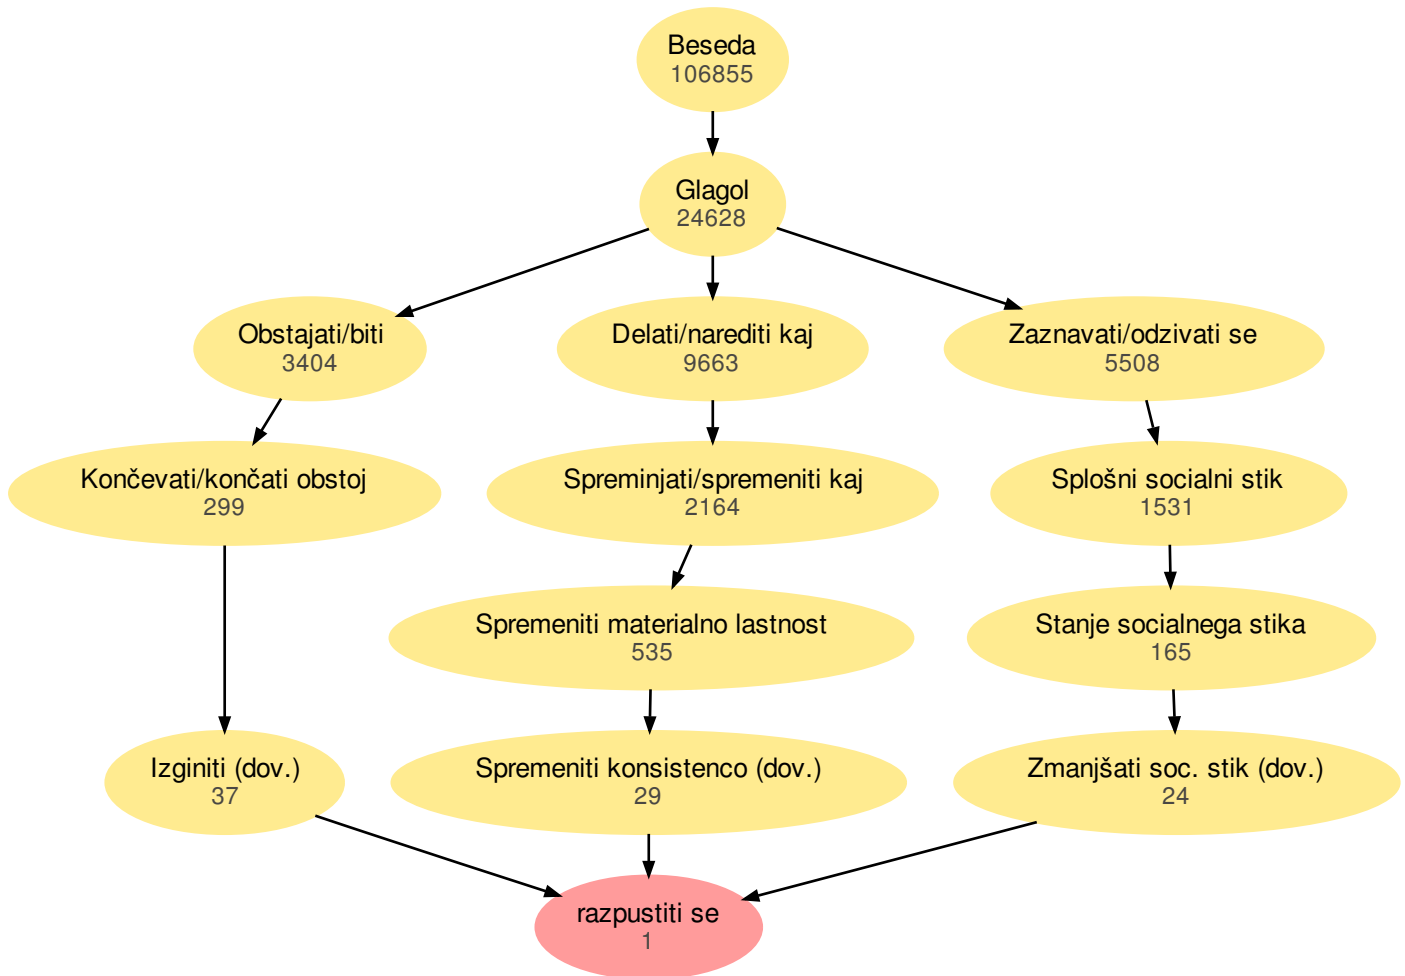 Beseda
106855
Glagol
24628
Obstajati/biti
3404
Delati/narediti kaj
9663
Zaznavati/odzivati se
5508
Končevati/končati obstoj
299
Spreminjati/spremeniti kaj
2164
Splošni socialni stik
1531
Spremeniti materialno lastnost
535
Stanje socialnega stika
165
Izginiti (dov.)
37
Spremeniti konsistenco (dov.)
29
Zmanjšati soc. stik (dov.)
24
razpustiti se
1